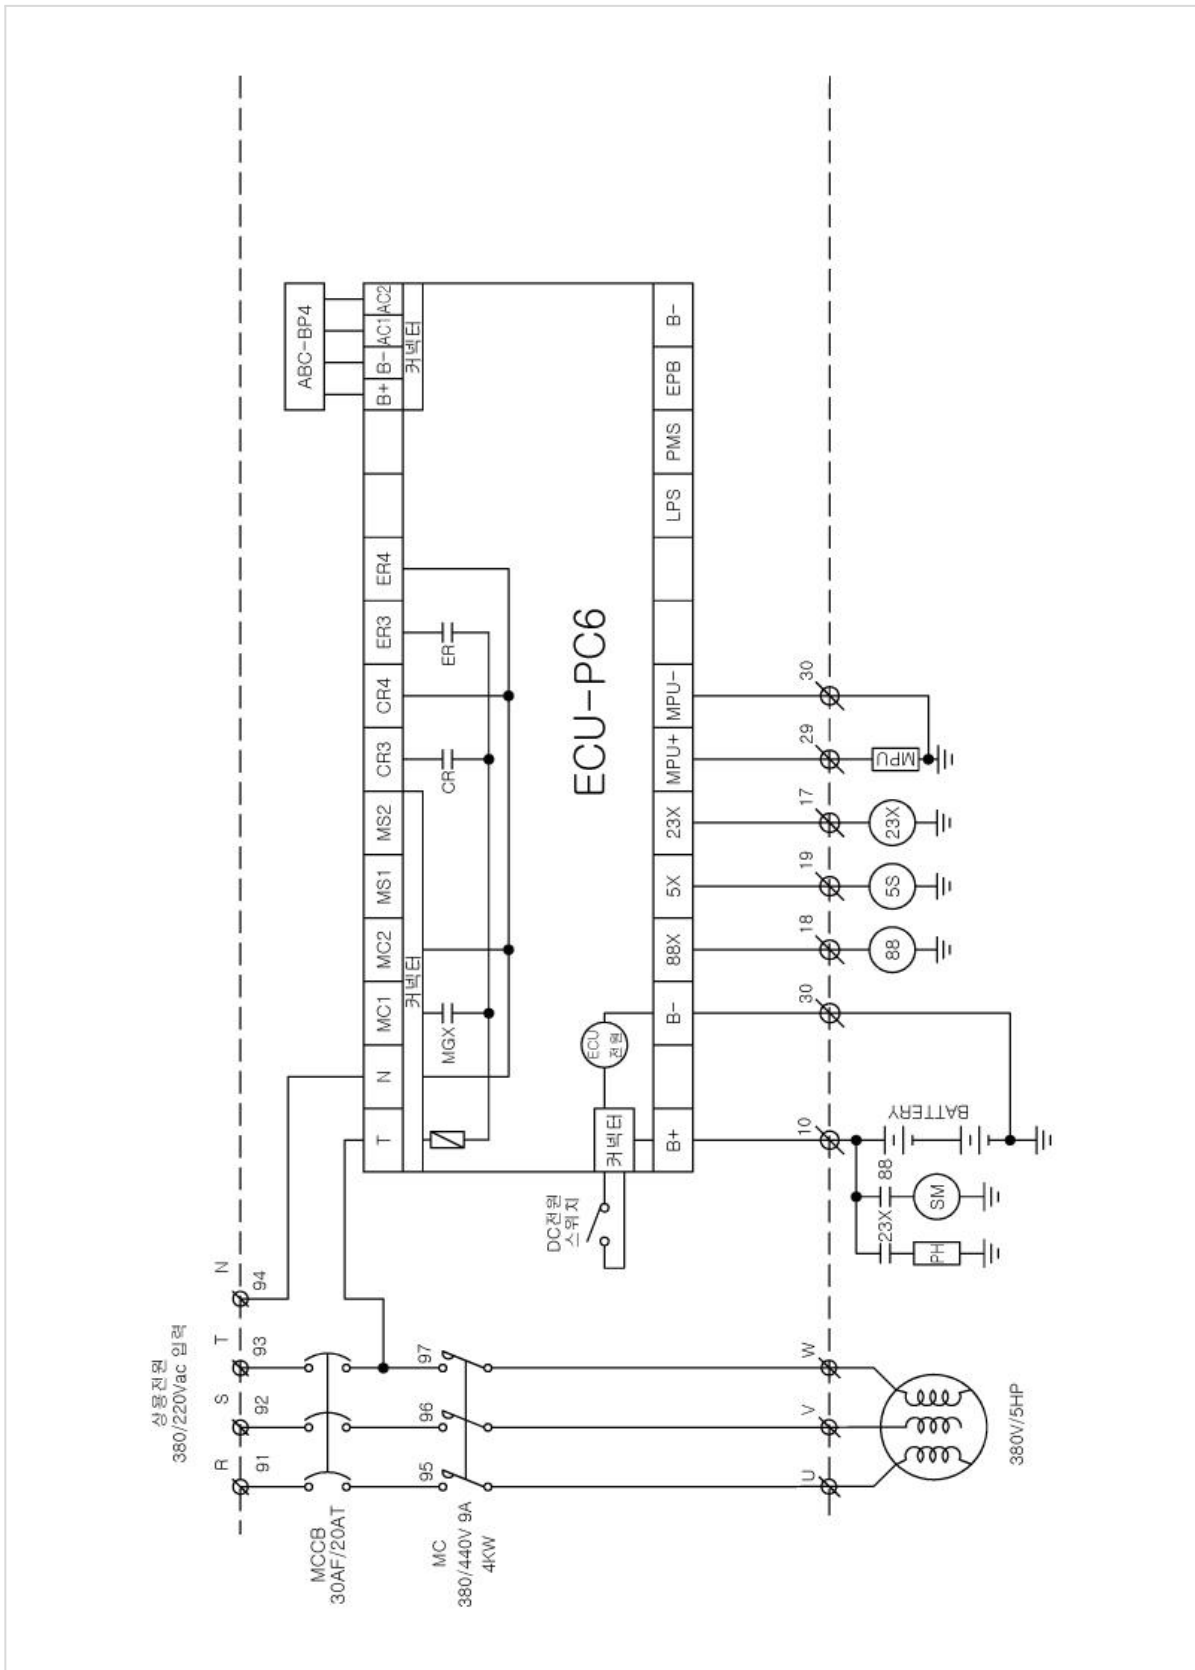 상용전원
380/220Vac 입력
R
S
T
N
91
92
93
94
MCCB
30AF/20AT
MC
380/440V 9A
4KW
95
96
97
U
V
W
380V/5HP
ABC-BP4
T
N
MC1
MC2
MS1
MS2
CR3
CR4
ER3
ER4
B+
B-
AC1
AC2
커넥터
커넥터
MGX
CR
ER
ECU-PC6
DC전원
스위치
커넥터
ECU
전원
B+
B-
88X
5X
23X
MPU+
MPU-
LPS
PMS
EPB
B-
10
30
18
19
17
29
30
23X
88
BATTERY
PH
SM
88
5S
23X
MPU